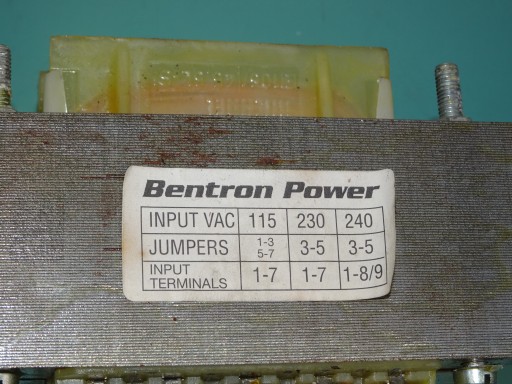 Bentron Power
INPUT VAC 115 230 240
JUMPERS 1-3 5-7 3-5 3-5
INPUT TERMINALS 1-7 1-7 1-8/9